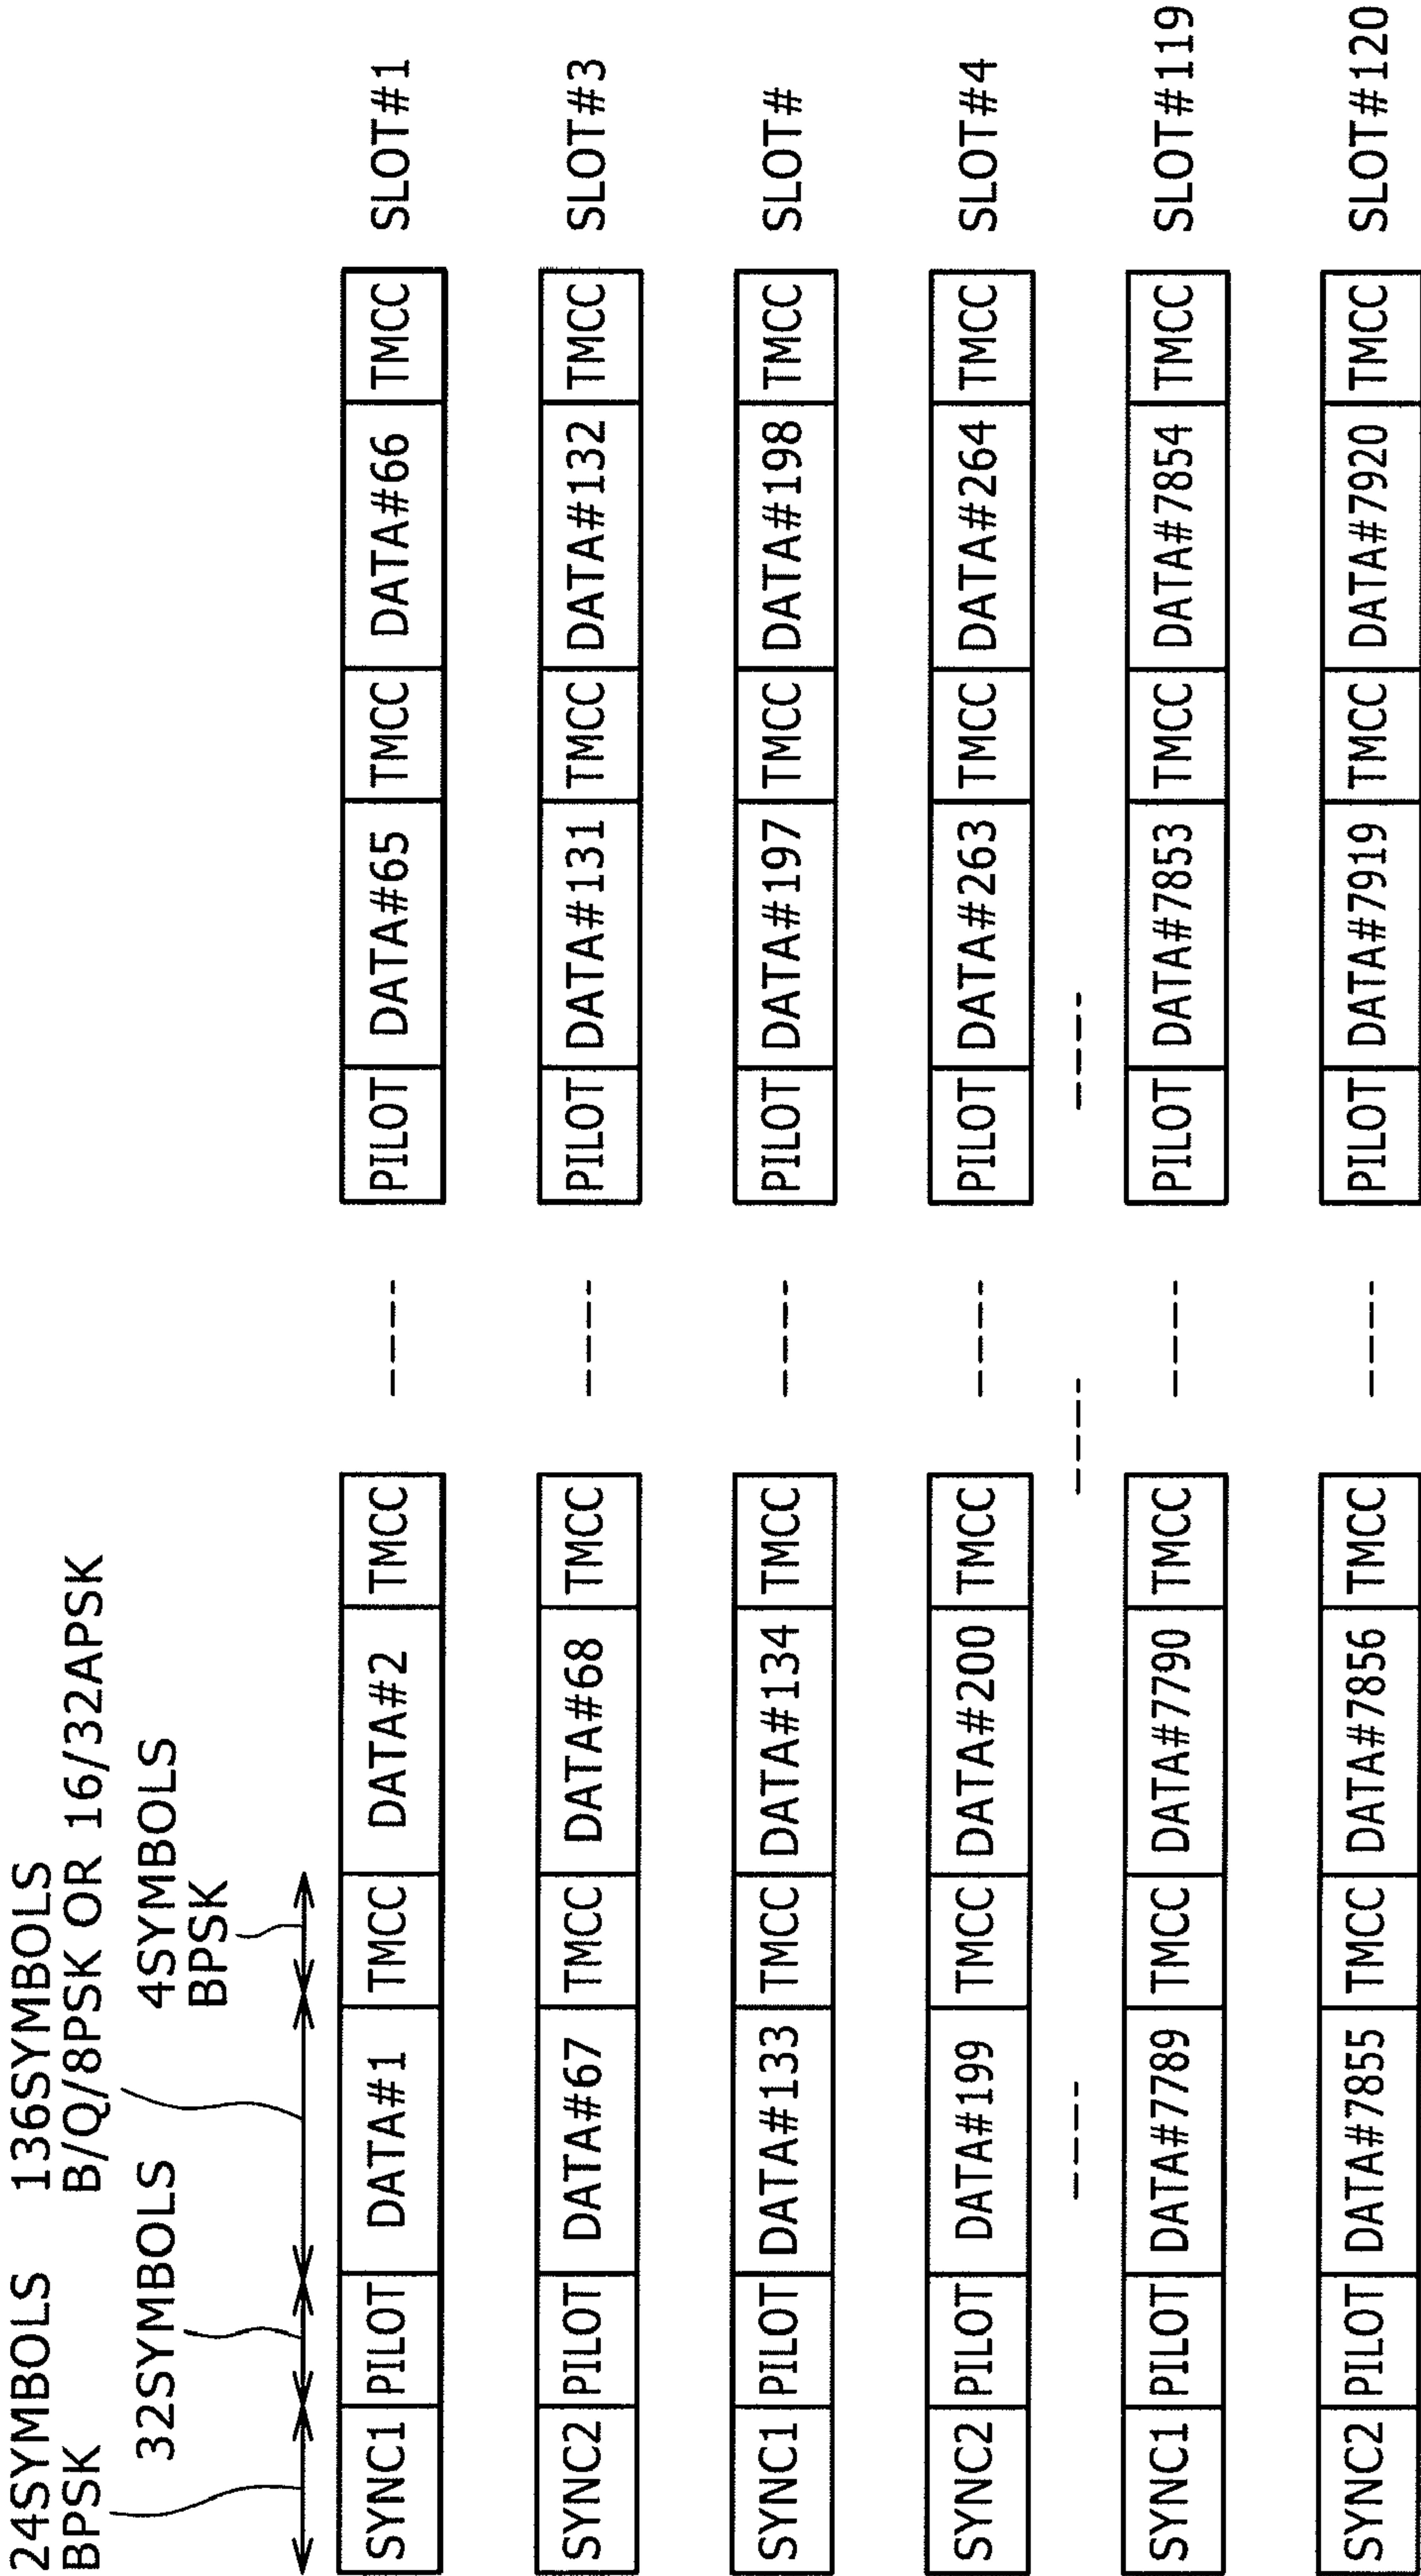 24SYMBOLS
BPSK
136SYMBOLS
B/Q/8PSK OR 16/32APSK
32SYMBOLS
4SYMBOLS
BPSK
SYNC1 PILOT DATA#1 TMCC DATA#2 TMCC ---- PILOT DATA#65 TMCC DATA#66 TMCC SLOT#1
SYNC2 PILOT DATA#67 TMCC DATA#68 TMCC ---- PILOT DATA#131 TMCC DATA#132 TMCC SLOT#3
SYNC1 PILOT DATA#133 TMCC DATA#134 TMCC ---- PILOT DATA#197 TMCC DATA#198 TMCC SLOT#
SYNC2 PILOT DATA#199 TMCC DATA#200 TMCC ---- PILOT DATA#263 TMCC DATA#264 TMCC SLOT#4
---- ---- ----
SYNC1 PILOT DATA#7789 TMCC DATA#7790 TMCC ---- PILOT DATA#7853 TMCC DATA#7854 TMCC SLOT#119
SYNC2 PILOT DATA#7855 TMCC DATA#7856 TMCC ---- PILOT DATA#7919 TMCC DATA#7920 TMCC SLOT#120